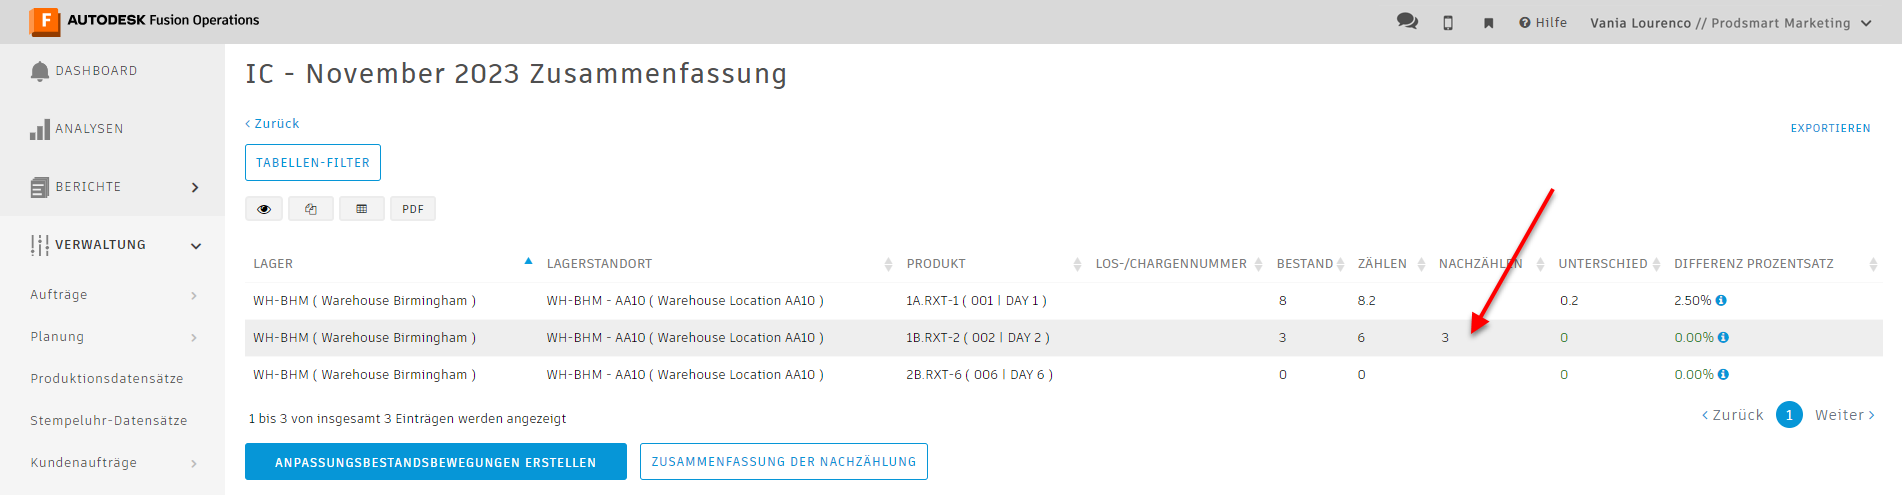 AUTODESK Fusion Operations
Hilfe
Vania Lourenco // Prodsmart Marketing
DASHBOARD
ANALYSEN
BERICHTE
VERWALTUNG
Aufträge
Planung
Produktionsdatensätze
Stempeluhr-Datensätze
Kundenaufträge
IC - November 2023 Zusammenfassung
‹ Zurück
EXPORTIEREN
TABELLEN-FILTER
PDF
LAGER LAGERSTANDORT PRODUKT LOS-/CHARGENNUMMER BESTAND ZÄHLEN NACHZÄHLEN UNTERSCHIED DIFFERENZ PROZENTSATZ
WH-BHM ( Warehouse Birmingham ) WH-BHM - AA10 ( Warehouse Location AA10 ) 1A.RXT-1 ( 001 | DAY 1 ) 8 8.2 0.2 2.50%
WH-BHM ( Warehouse Birmingham ) WH-BHM - AA10 ( Warehouse Location AA10 ) 1B.RXT-2 ( 002 | DAY 2 ) 3 6 3 0 0.00%
WH-BHM ( Warehouse Birmingham ) WH-BHM - AA10 ( Warehouse Location AA10 ) 2B.RXT-6 ( 006 | DAY 6 ) 0 0 0 0.00%
1 bis 3 von insgesamt 3 Einträgen werden angezeigt
‹ Zurück 1 Weiter ›
ANPASSUNGSBESTANDSBEWEGUNGEN ERSTELLEN
ZUSAMMENFASSUNG DER NACHZÄHLUNG